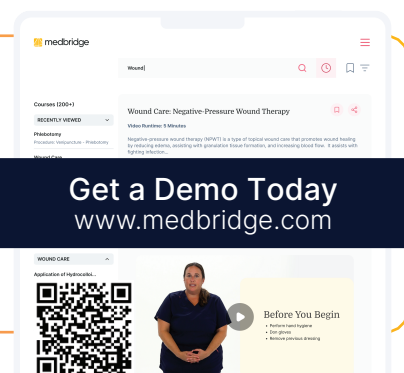 medbridge
Wound
Courses (200+)
RECENTLY VIEWED
Phlebotomy
Procedure: Venipuncture - Phlebotomy
Wound Care
Wound Care: Negative-Pressure Wound Therapy
Video Runtime: 5 Minutes
Negative-pressure wound therapy (NPWT) is a type of topical wound care that promotes wound healing
by reducing edema, assisting with granulation tissue formation, and increasing blood flow. It assists with
fighting infection...
Get a Demo Today
www.medbridge.com
WOUND CARE
Application of Hydrocolloi...
Before You Begin
• Perform hand hygiene
• Don gloves
• Remove previous dressing